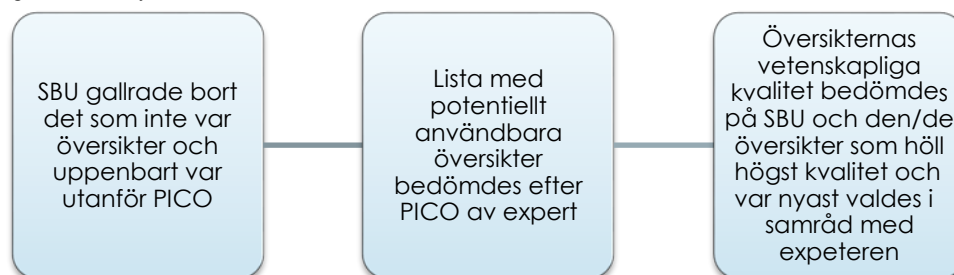 SBU gallrade bort
det som inte var
översikter och
uppenbart var
utanför PICO
Lista med
potentiellt
användbara
översikter
bedömdes efter
PICO av expert
Översikternas
vetenskapliga
kvalitet bedömdes
på SBU och den/de
översikter som höll
högst kvalitet och
var nyast valdes i
samråd med
expeteren